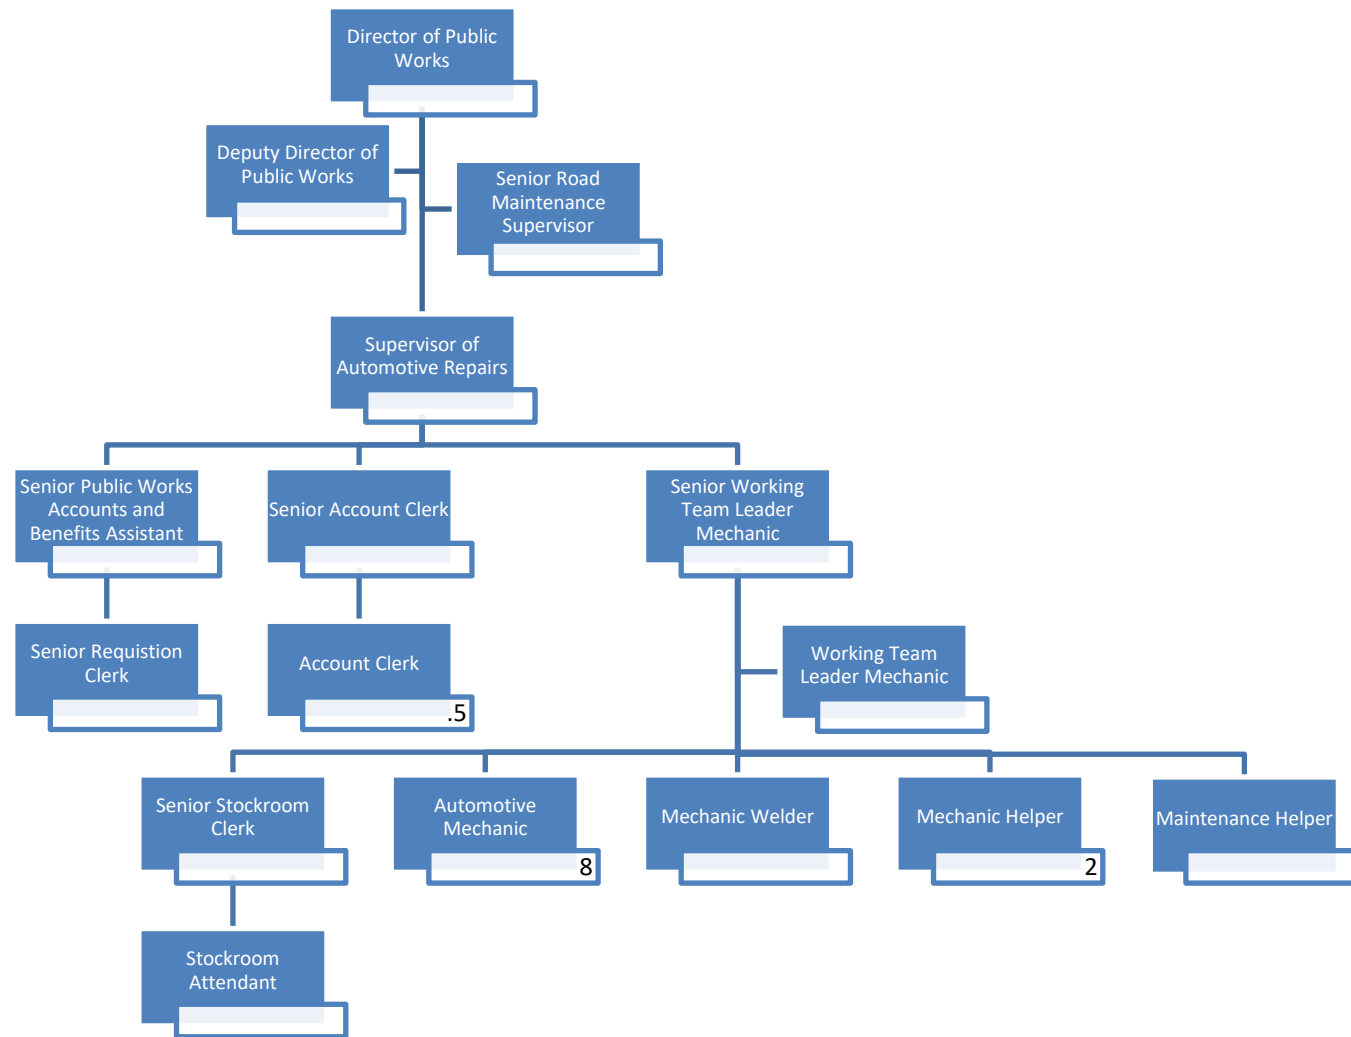 Director of Public
Works
Deputy Director of
Public Works
Senior Road
Maintenance
Supervisor
Supervisor of
Automotive Repairs
Senior Public Works
Accounts and
Benefits Assistant
Senior Account Clerk
Senior Working
Team Leader
Mechanic
Senior Requistion
Clerk
Account Clerk
.5
Working Team
Leader Mechanic
Senior Stockroom
Clerk
Automotive
Mechanic
8
Mechanic Welder
Mechanic Helper
2
Maintenance Helper
Stockroom
Attendant